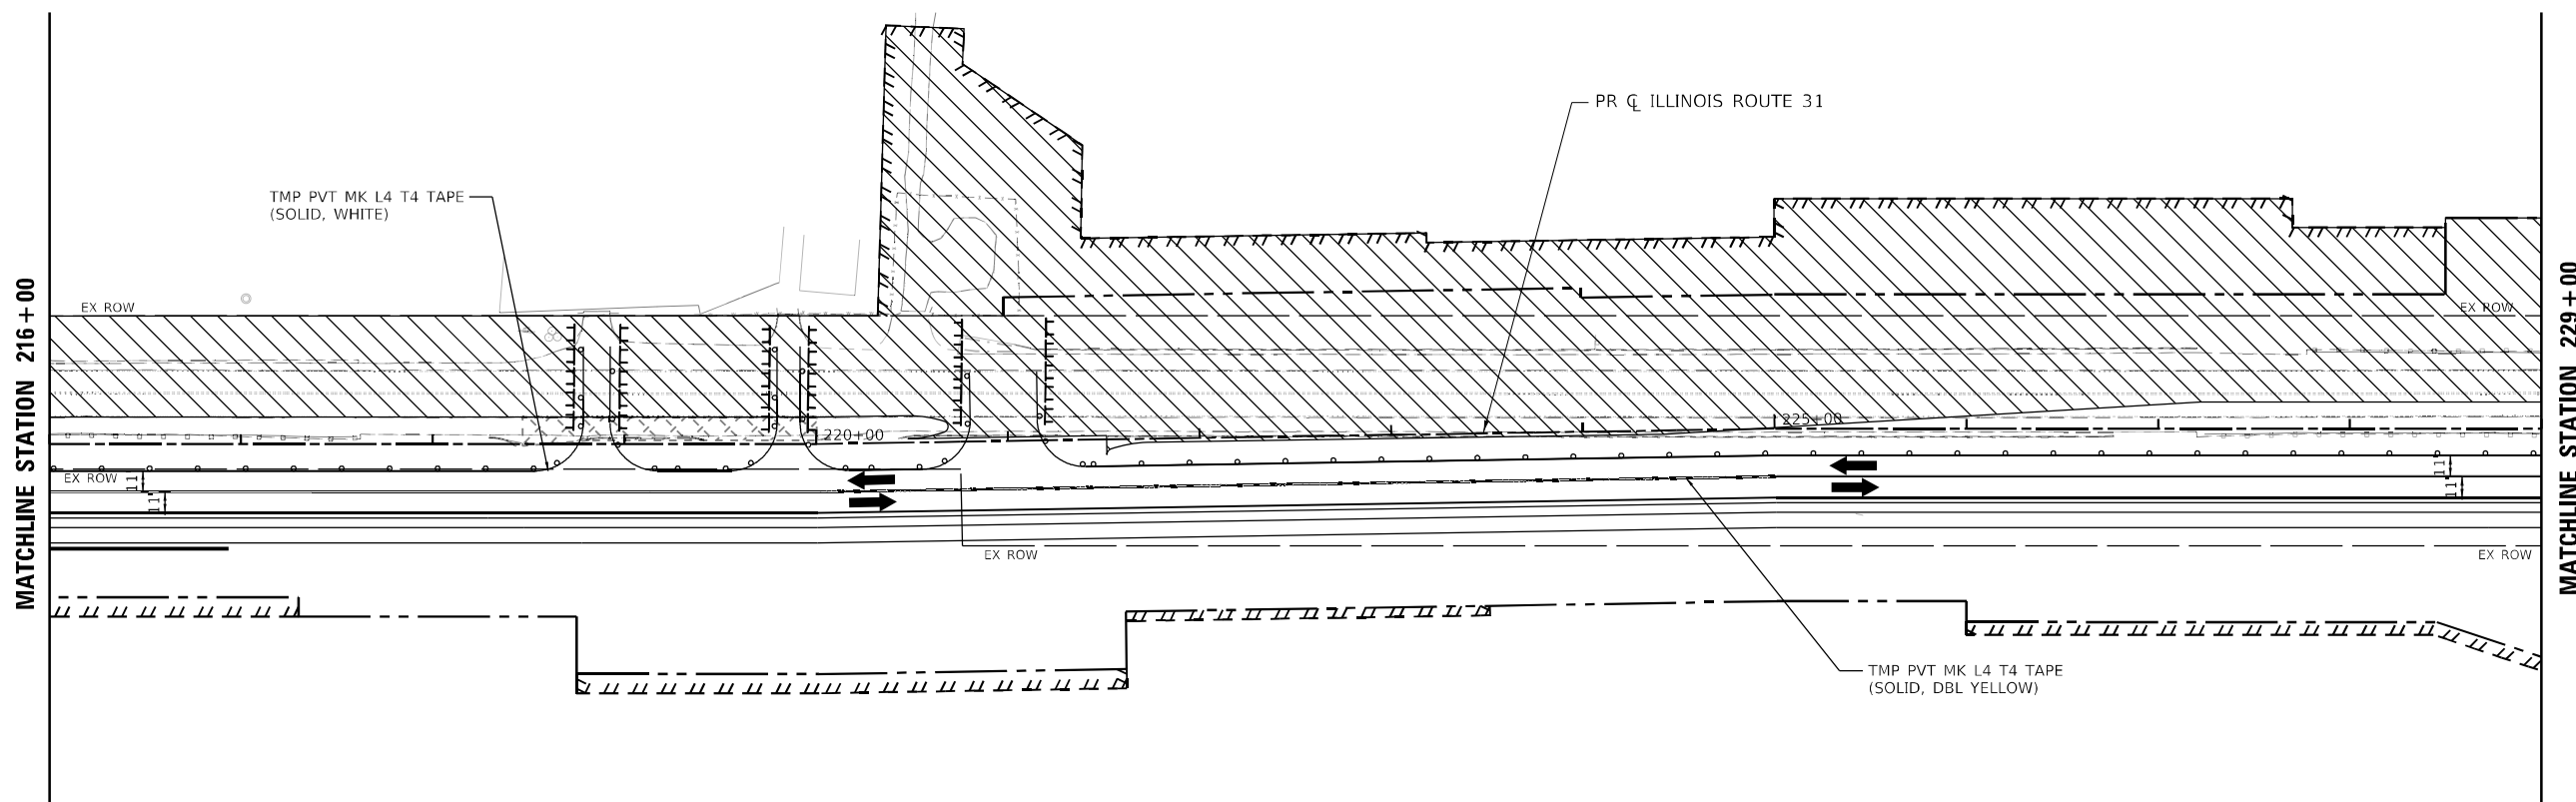 PR ℄ ILLINOIS ROUTE 31
TMP PVT MK L4 T4 TAPE
(SOLID, WHITE)
MATCHLINE STATION 216+00
MATCHLINE STATION 229+00
EX ROW
EX ROW
225+00
220+00
EX ROW
11'
11'
11'
11'
EX ROW
EX ROW
TMP PVT MK L4 T4 TAPE
(SOLID, DBL YELLOW)